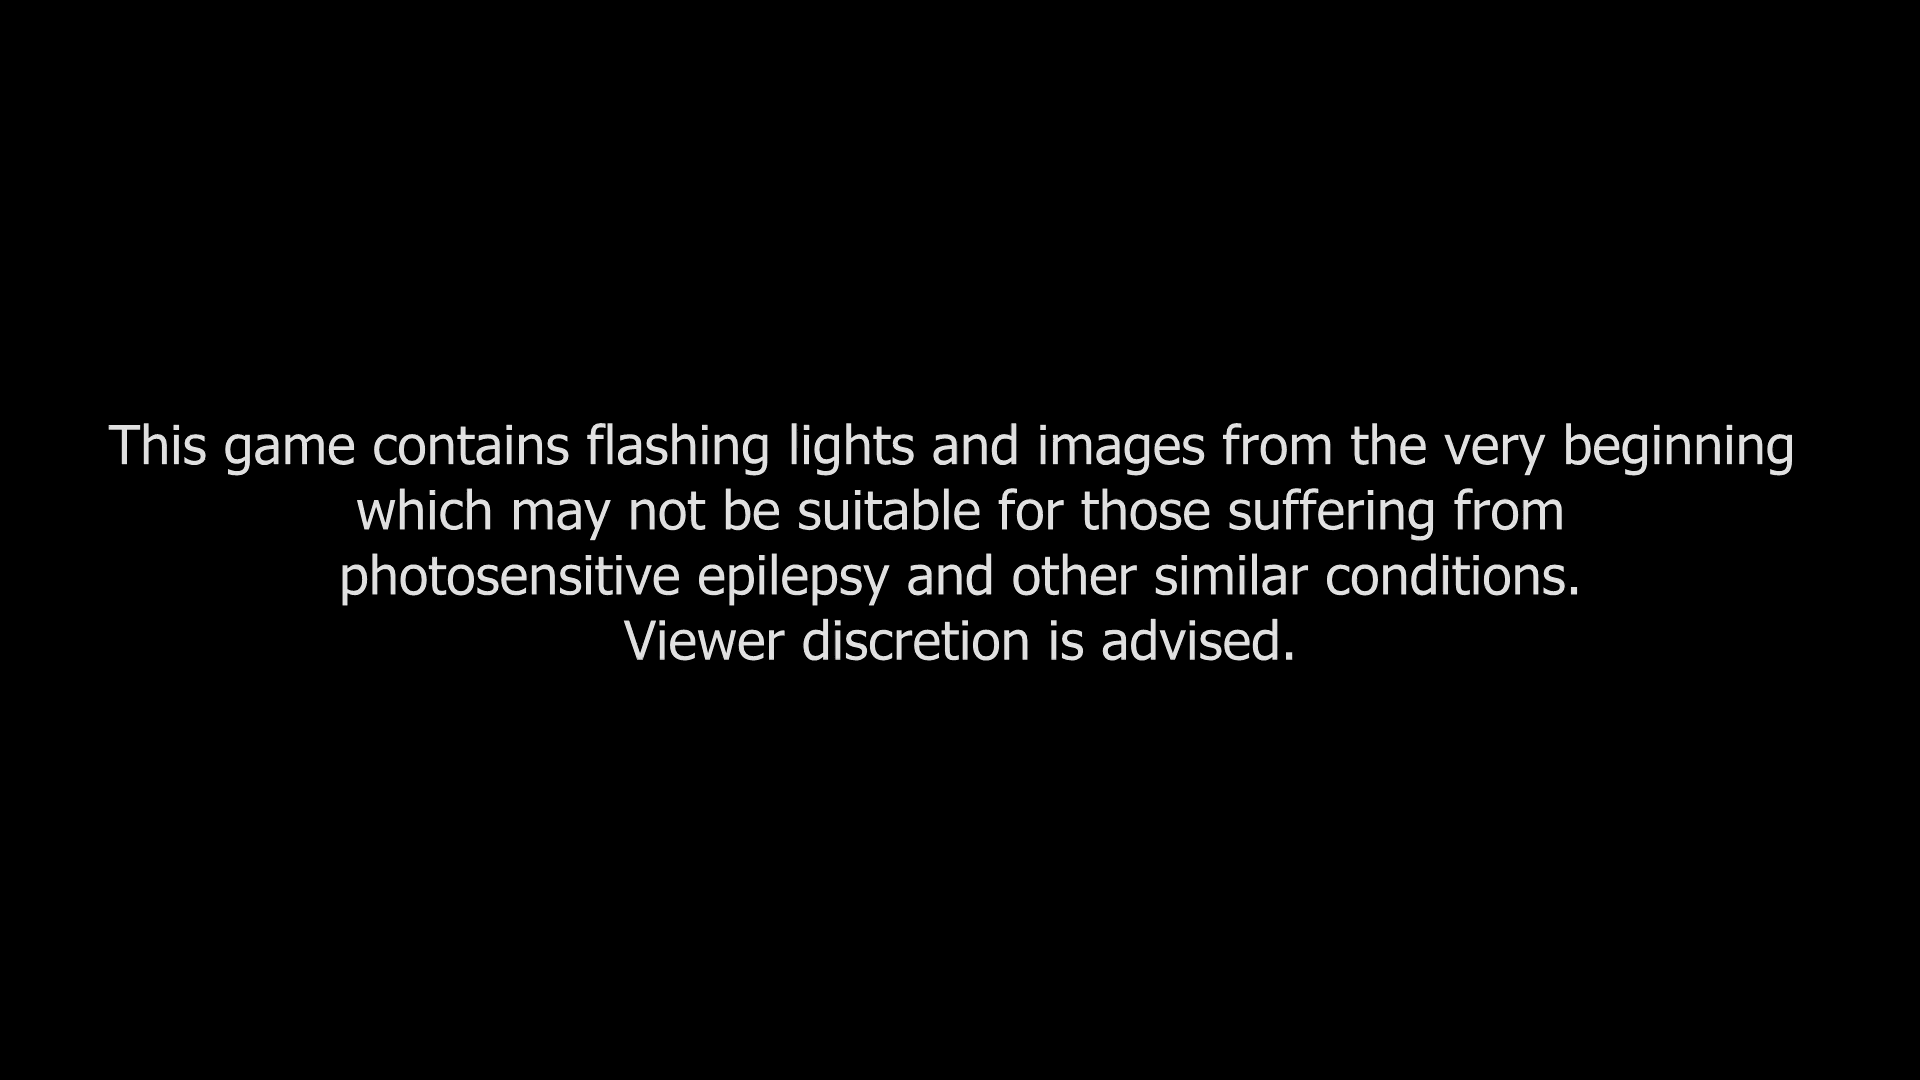 This game contains flashing lights and images from the very beginning
which may not be suitable for those suffering from
photosensitive epilepsy and other similar conditions.
Viewer discretion is advised.